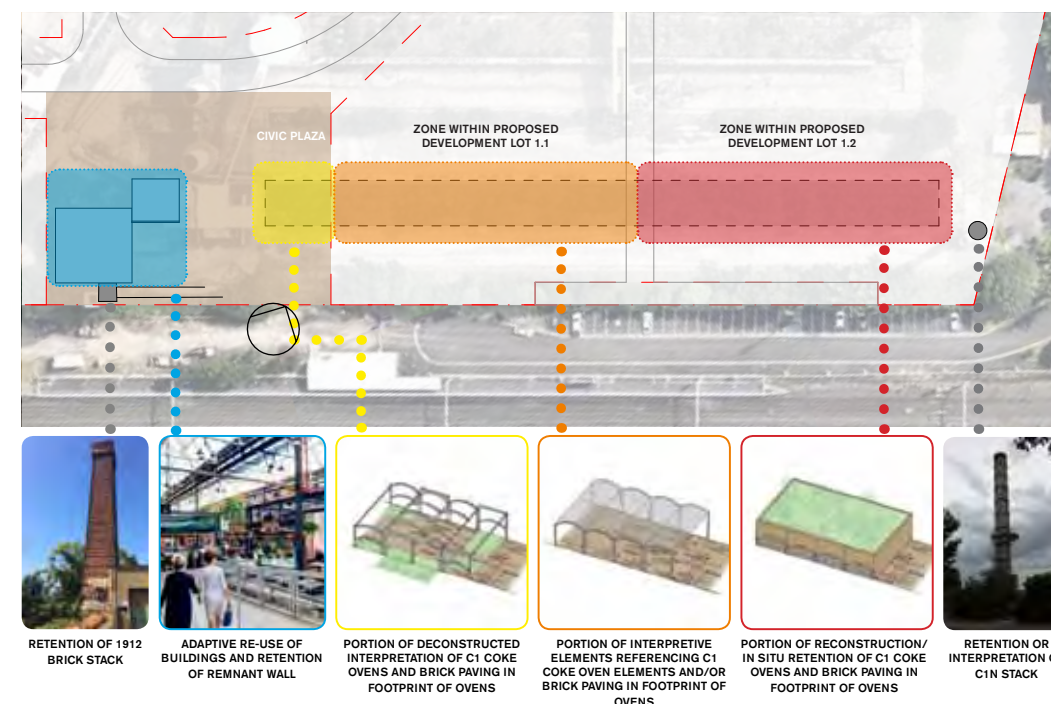 CIVIC PLAZA
ZONE WITHIN PROPOSED
DEVELOPMENT LOT 1.1
ZONE WITHIN PROPOSED
DEVELOPMENT LOT 1.2
RETENTION OF 1912
BRICK STACK
ADAPTIVE RE-USE OF
BUILDINGS AND RETENTION
OF REMNANT WALL
PORTION OF DECONSTRUCTED
INTERPRETATION OF C1 COKE
OVENS AND BRICK PAVING IN
FOOTPRINT OF OVENS
PORTION OF INTERPRETIVE
ELEMENTS REFERENCING C1
COKE OVEN ELEMENTS AND/OR
BRICK PAVING IN FOOTPRINT OF
OVENS
PORTION OF RECONSTRUCTION/
IN SITU RETENTION OF C1 COKE
OVENS AND BRICK PAVING IN
FOOTPRINT OF OVENS
RETENTION OR
INTERPRETATION
C1N STACK